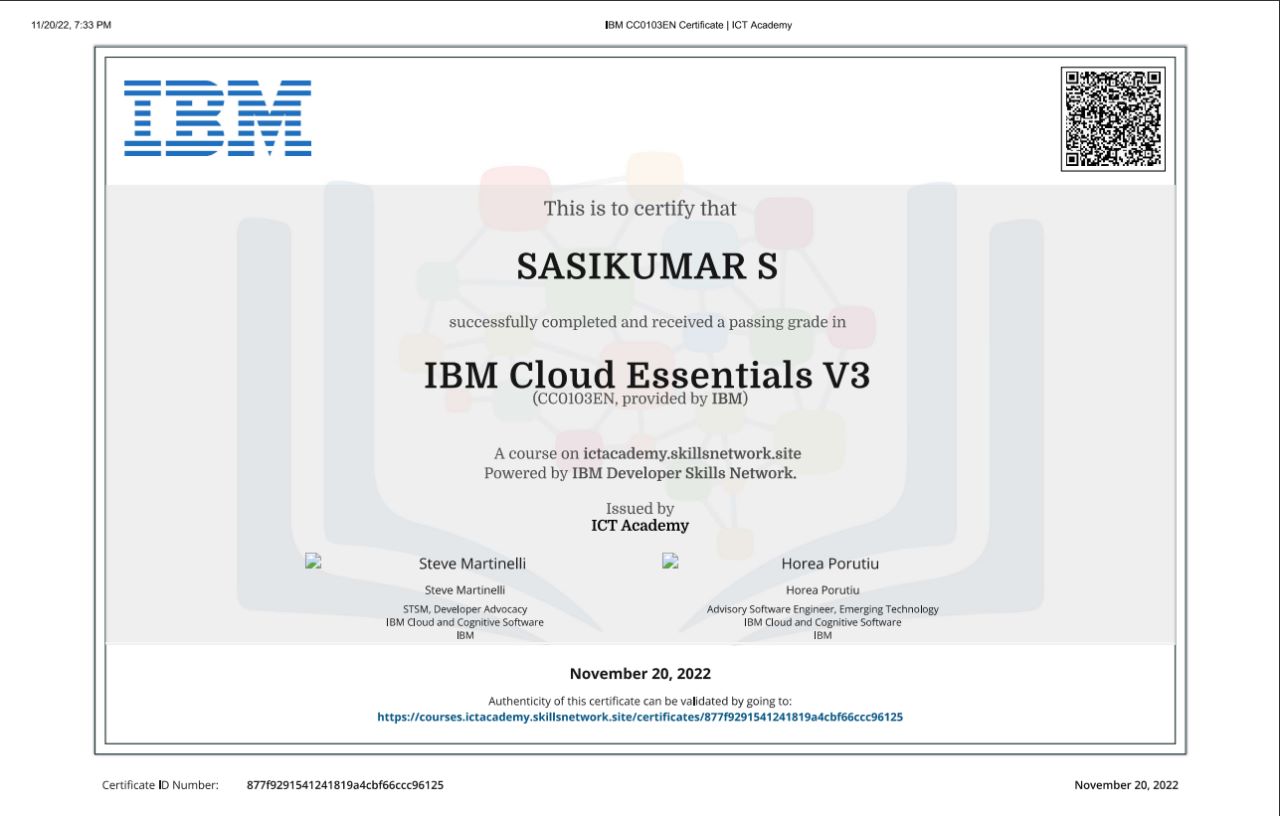 11/20/22, 7:33 PM IBM CC0103EN Certificate | ICT Academy
IBM
This is to certify that
SASIKUMAR S
successfully completed and received a passing grade in
IBM Cloud Essentials V3
(CC0103EN, provided by IBM)
A course on ictacademy.skillsnetwork.site
Powered by IBM Developer Skills Network.
Issued by
ICT Academy
Steve Martinelli Horea Porutiu
Steve Martinelli Horea Porutiu
STSM, Developer Advocacy Advisory Software Engineer, Emerging Technology
IBM Cloud and Cognitive Software IBM Cloud and Cognitive Software
IBM IBM
November 20, 2022
Authenticity of this certificate can be validated by going to:
https://courses.ictacademy.skillsnetwork.site/certificates/877f9291541241819a4cbf66ccc96125
Certificate ID Number: 877f9291541241819a4cbf66ccc96125 November 20, 2022